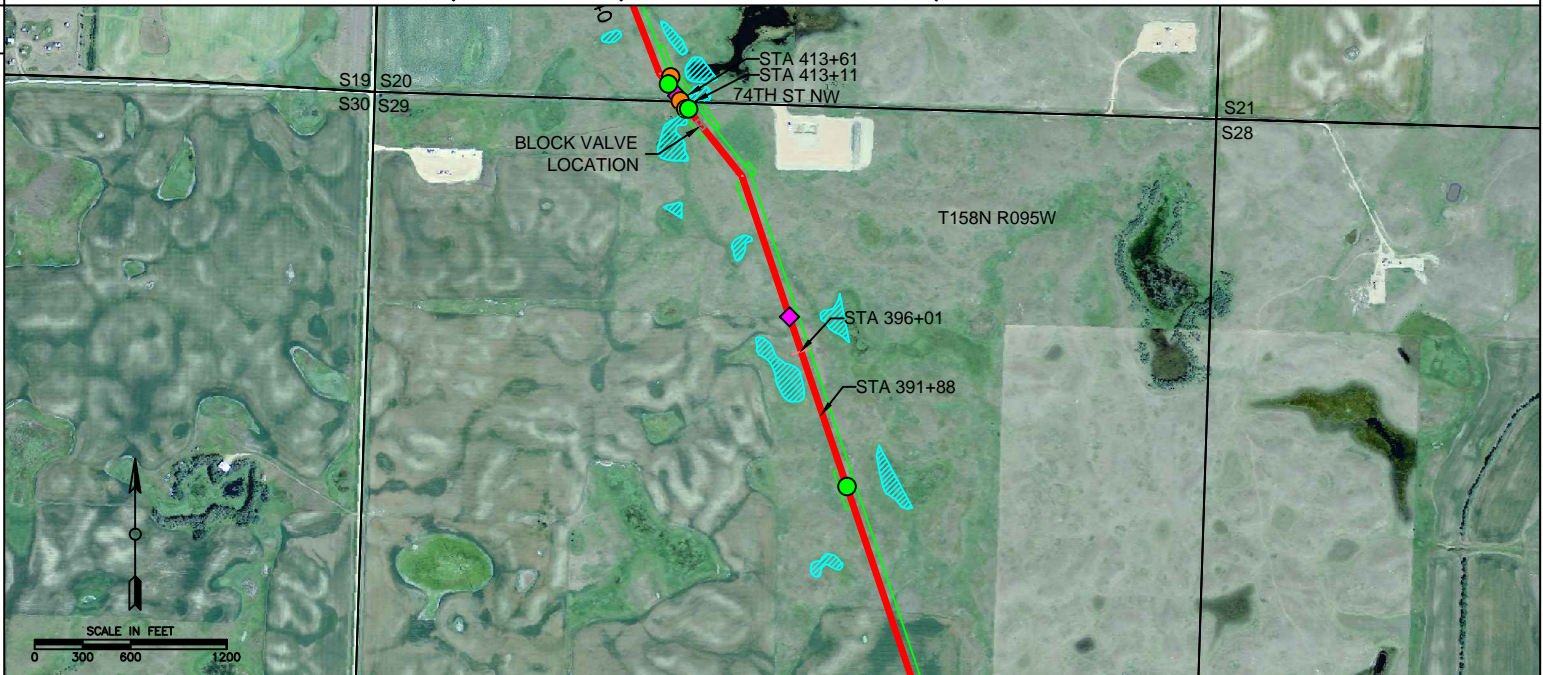 STA 413+61
STA 413+11
74TH ST NW
S19 S20
S30 S29
S21
S28
BLOCK VALVE
LOCATION
T158N R095W
STA 396+01
STA 391+88
SCALE IN FEET
0 300 600 1200